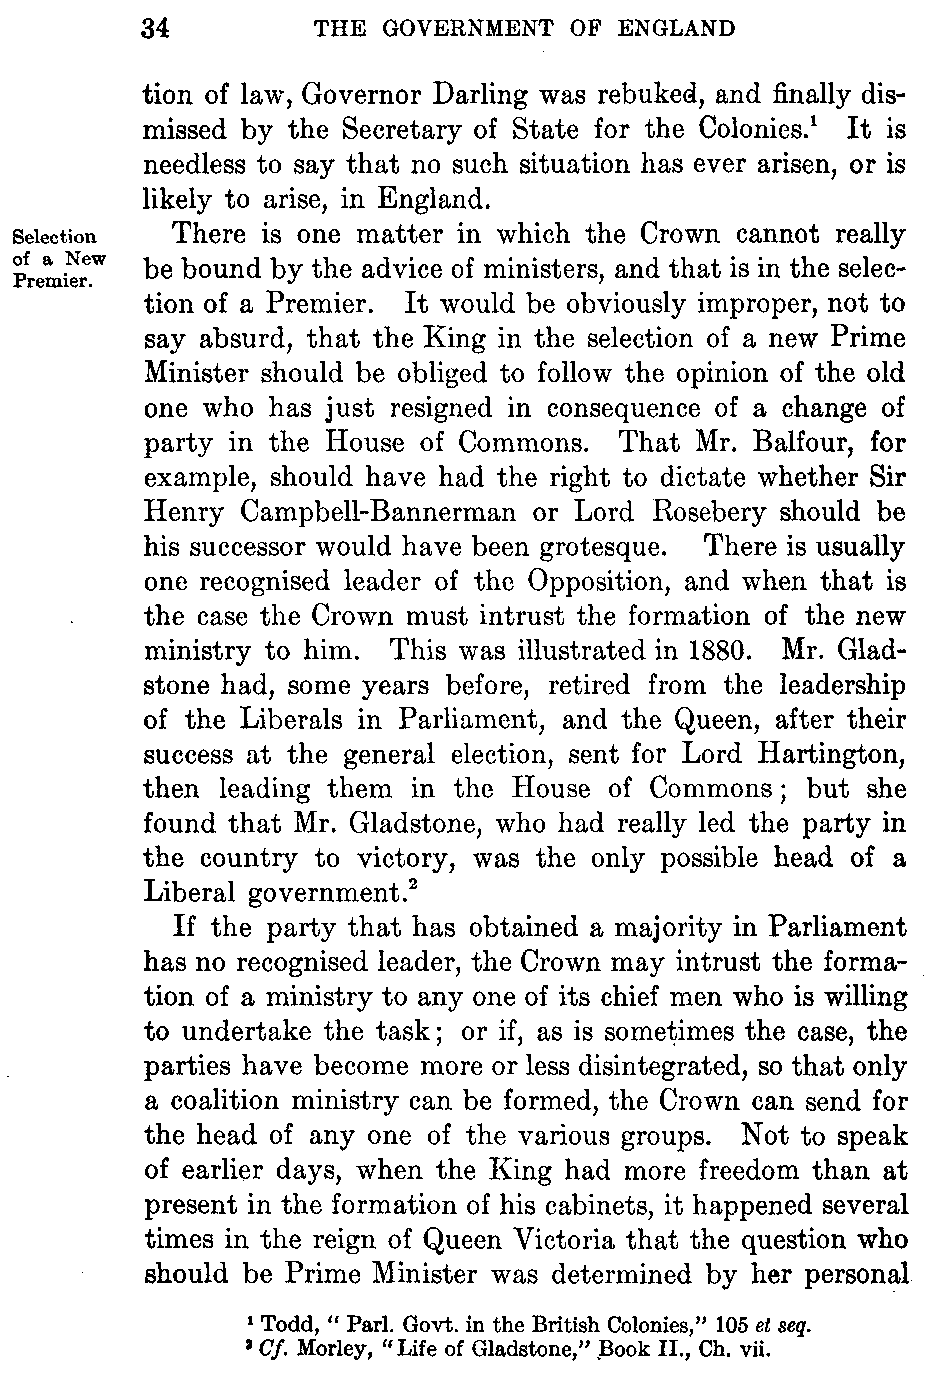 34 THE GOVERNMENT OF ENGLAND
tion of law, Governor Darling was rebuked, and finally dis-
missed by the Secretary of State for the Colonies.¹ It is
needless to say that no such situation has ever arisen, or is
likely to arise, in England.
Selection
of a New
Premier.
There is one matter in which the Crown cannot really
be bound by the advice of ministers, and that is in the selec-
tion of a Premier. It would be obviously improper, not to
say absurd, that the King in the selection of a new Prime
Minister should be obliged to follow the opinion of the old
one who has just resigned in consequence of a change of
party in the House of Commons. That Mr. Balfour, for
example, should have had the right to dictate whether Sir
Henry Campbell-Bannerman or Lord Rosebery should be
his successor would have been grotesque. There is usually
one recognised leader of the Opposition, and when that is
the case the Crown must intrust the formation of the new
ministry to him. This was illustrated in 1880. Mr. Glad-
stone had, some years before, retired from the leadership
of the Liberals in Parliament, and the Queen, after their
success at the general election, sent for Lord Hartington,
then leading them in the House of Commons; but she
found that Mr. Gladstone, who had really led the party in
the country to victory, was the only possible head of a
Liberal government.²
If the party that has obtained a majority in Parliament
has no recognised leader, the Crown may intrust the forma-
tion of a ministry to any one of its chief men who is willing
to undertake the task; or if, as is sometimes the case, the
parties have become more or less disintegrated, so that only
a coalition ministry can be formed, the Crown can send for
the head of any one of the various groups. Not to speak
of earlier days, when the King had more freedom than at
present in the formation of his cabinets, it happened several
times in the reign of Queen Victoria that the question who
should be Prime Minister was determined by her personal
¹ Todd, "Parl. Govt. in the British Colonies," 105 et seq.
² Cf. Morley, "Life of Gladstone," Book II., Ch. vii.